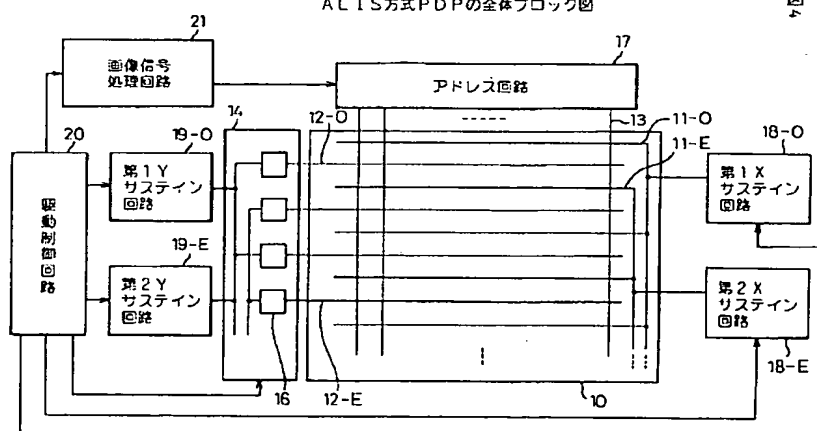 ALIS方式PDPの全体ブロック図
図4
21
画像信号
処理回路
17
アドレス回路
20
駆動制御回路
19-O
第1Y
サステイン
回路
14
12-O
13
11-O
11-E
18-O
第1X
サステイン
回路
19-E
第2Y
サステイン
回路
第2X
サステイン
回路
18-E
16
12-E
10